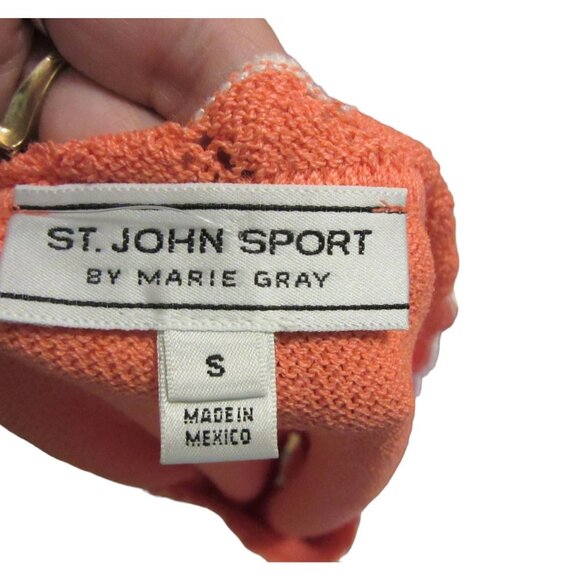 ST. JOHN SPORT
BY MARIE GRAY
S
MADE IN
MEXICO